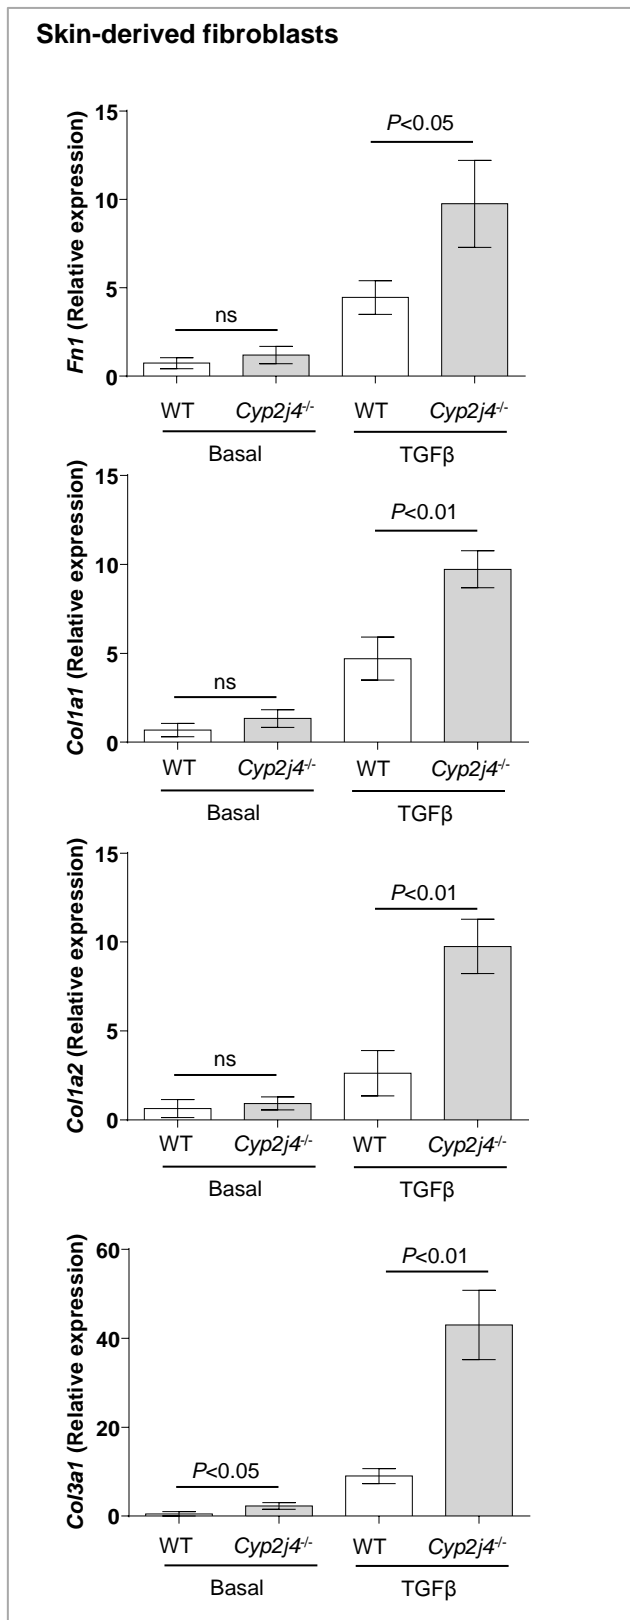 Skin-derived fibroblasts
Fn1 (Relative expression)
15
10
5
0
ns
P<0.05
WT
Cyp2j4-/-
WT
Cyp2j4-/-
Basal
TGFβ
Col1a1 (Relative expression)
15
10
5
0
ns
P<0.01
WT
Cyp2j4-/-
WT
Cyp2j4-/-
Basal
TGFβ
Col1a2 (Relative expression)
15
10
5
0
ns
P<0.01
WT
Cyp2j4-/-
WT
Cyp2j4-/-
Basal
TGFβ
Col3a1 (Relative expression)
60
40
20
0
P<0.05
P<0.01
WT
Cyp2j4-/-
WT
Cyp2j4-/-
Basal
TGFβ